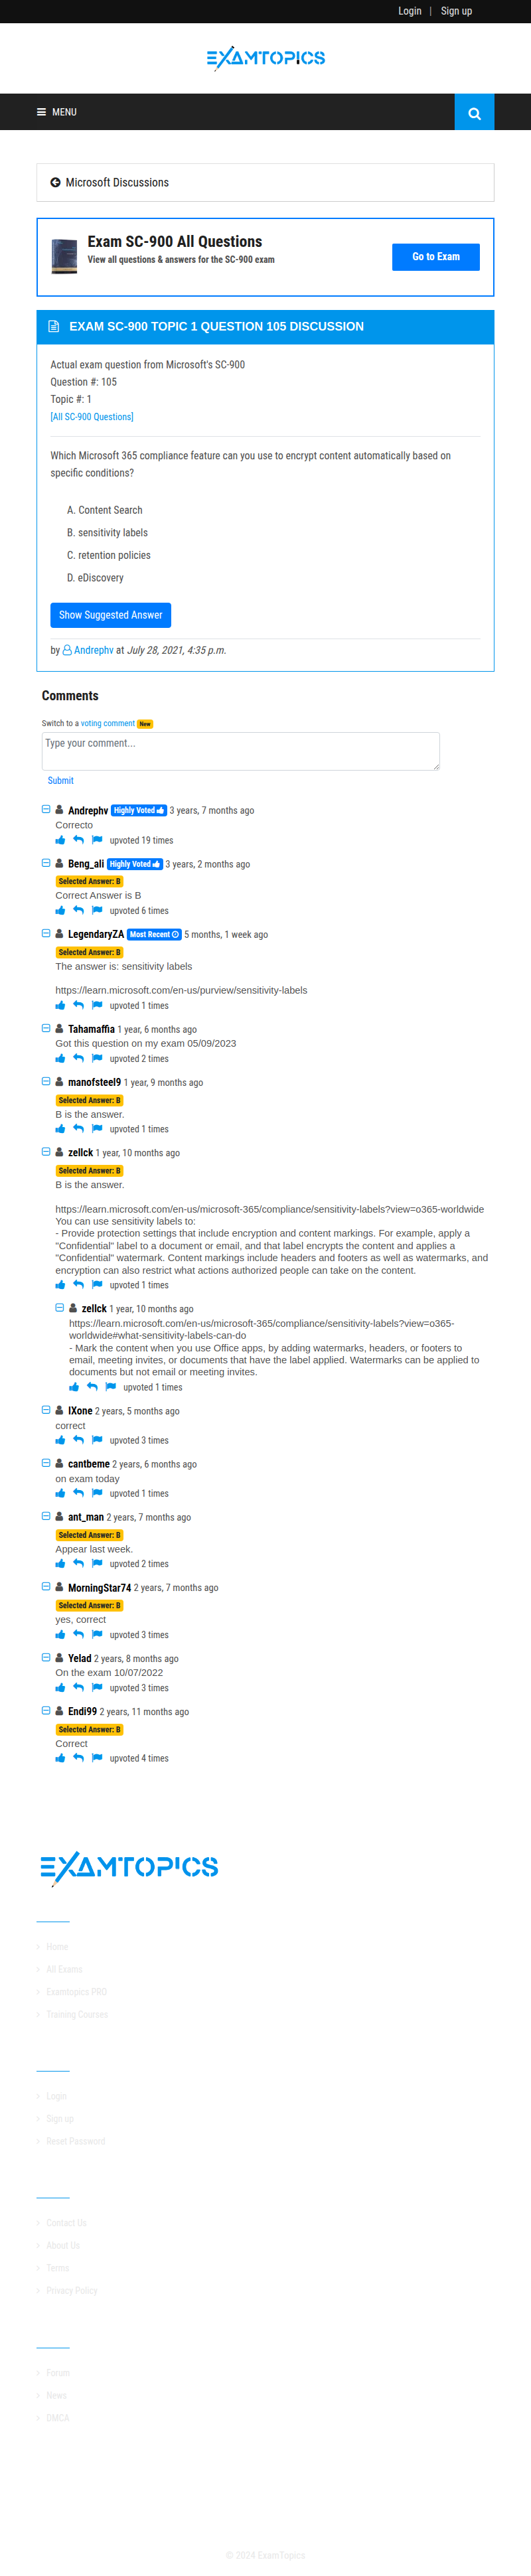 Login | Sign up
EXAMTOPICS
MENU
Microsoft Discussions
Exam SC-900 All Questions
View all questions & answers for the SC-900 exam
Go to Exam
EXAM SC-900 TOPIC 1 QUESTION 105 DISCUSSION
Actual exam question from Microsoft's SC-900
Question #: 105
Topic #: 1
[All SC-900 Questions]
Which Microsoft 365 compliance feature can you use to encrypt content automatically based on
specific conditions?
A. Content Search
B. sensitivity labels
C. retention policies
D. eDiscovery
Show Suggested Answer
by Andrephv at July 28, 2021, 4:35 p.m.
Comments
Switch to a voting comment New
Type your comment...
Submit
Andrephv Highly Voted 3 years, 7 months ago
Correcto
upvoted 19 times
Beng_ali Highly Voted 3 years, 2 months ago
Selected Answer: B
Correct Answer is B
upvoted 6 times
LegendaryZA Most Recent 5 months, 1 week ago
Selected Answer: B
The answer is: sensitivity labels
https://learn.microsoft.com/en-us/purview/sensitivity-labels
upvoted 1 times
Tahamaffia 1 year, 6 months ago
Got this question on my exam 05/09/2023
upvoted 2 times
manofsteel9 1 year, 9 months ago
Selected Answer: B
B is the answer.
upvoted 1 times
zellck 1 year, 10 months ago
Selected Answer: B
B is the answer.
https://learn.microsoft.com/en-us/microsoft-365/compliance/sensitivity-labels?view=o365-worldwide
You can use sensitivity labels to:
- Provide protection settings that include encryption and content markings. For example, apply a
"Confidential" label to a document or email, and that label encrypts the content and applies a
"Confidential" watermark. Content markings include headers and footers as well as watermarks, and
encryption can also restrict what actions authorized people can take on the content.
upvoted 1 times
zellck 1 year, 10 months ago
https://learn.microsoft.com/en-us/microsoft-365/compliance/sensitivity-labels?view=o365-
worldwide#what-sensitivity-labels-can-do
- Mark the content when you use Office apps, by adding watermarks, headers, or footers to
email, meeting invites, or documents that have the label applied. Watermarks can be applied to
documents but not email or meeting invites.
upvoted 1 times
IXone 2 years, 5 months ago
correct
upvoted 3 times
cantbeme 2 years, 6 months ago
on exam today
upvoted 1 times
ant_man 2 years, 7 months ago
Selected Answer: B
Appear last week.
upvoted 2 times
MorningStar74 2 years, 7 months ago
Selected Answer: B
yes, correct
upvoted 3 times
Yelad 2 years, 8 months ago
On the exam 10/07/2022
upvoted 3 times
Endi99 2 years, 11 months ago
Selected Answer: B
Correct
upvoted 4 times
EXAMTOPICS
Home
All Exams
Examtopics PRO
Training Courses
Login
Sign up
Reset Password
Contact Us
About Us
Terms
Privacy Policy
Forum
News
DMCA
© 2024 ExamTopics